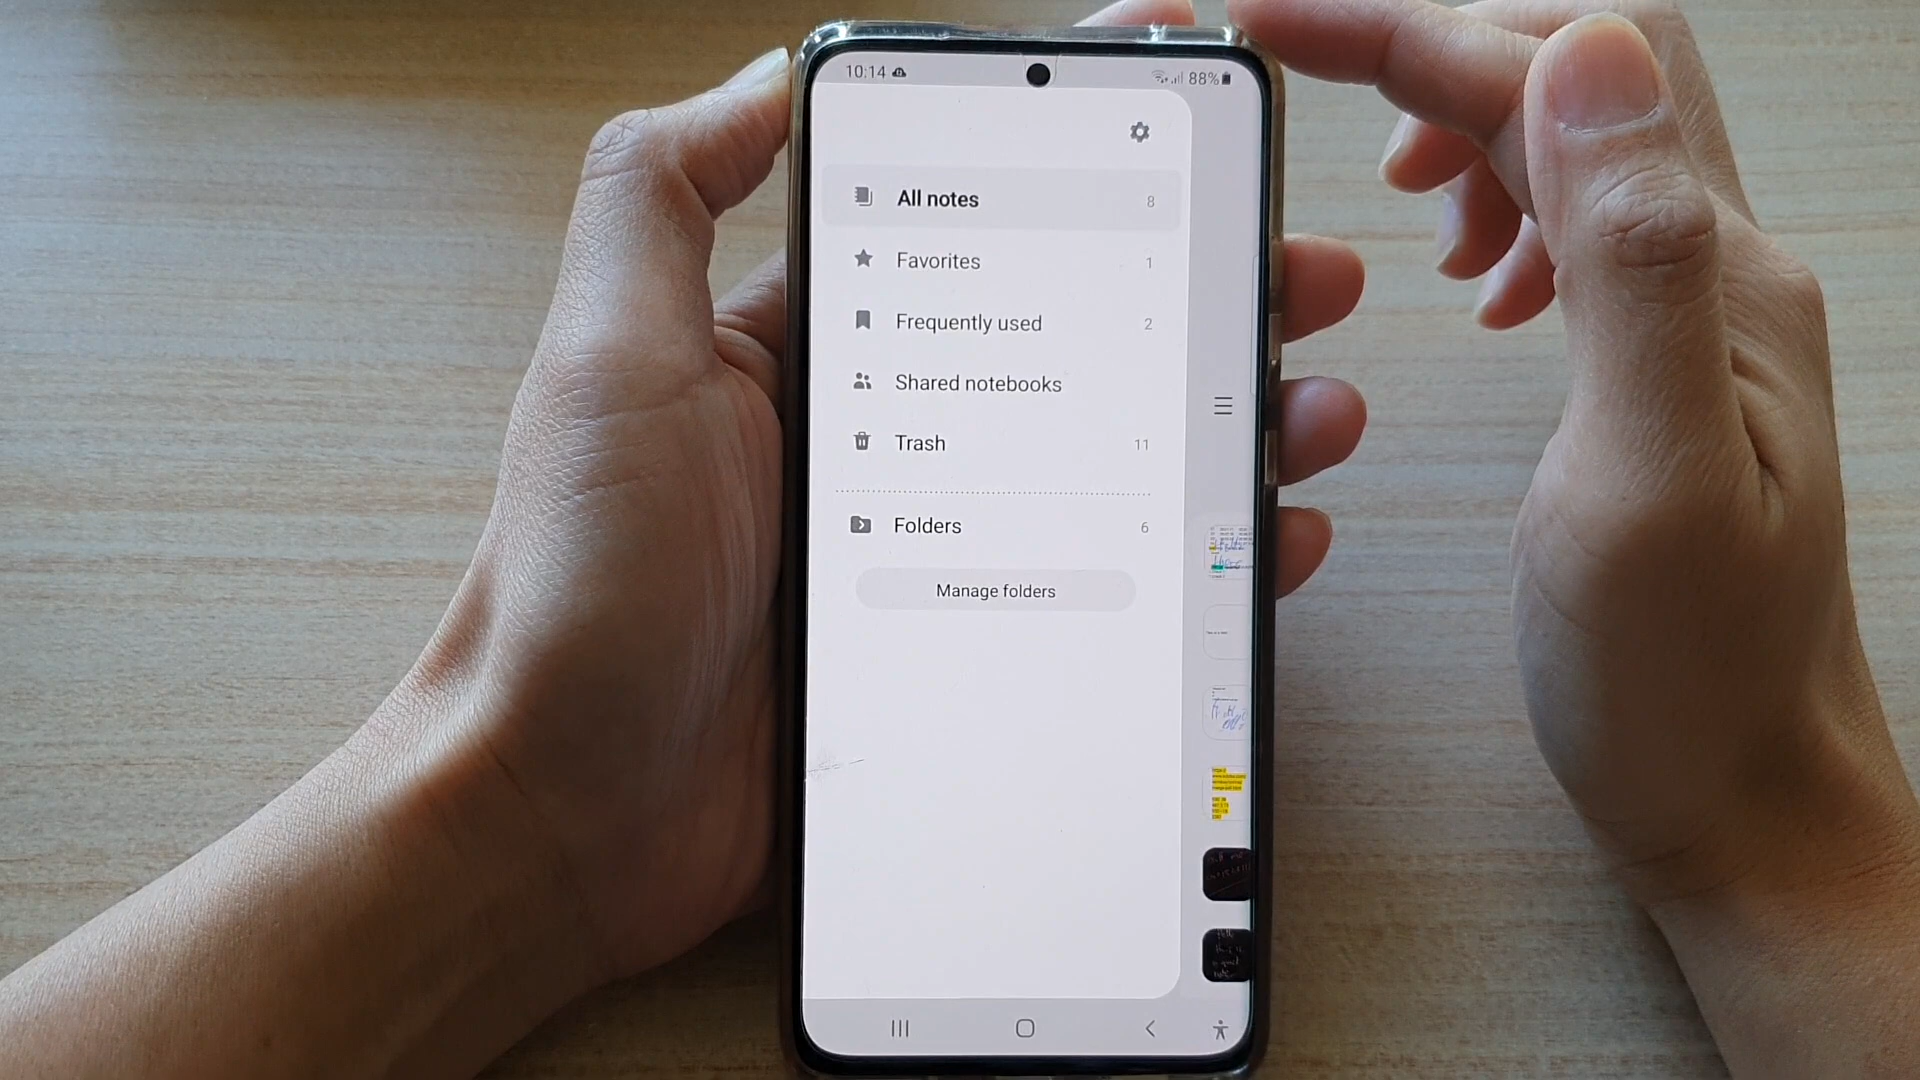 10:14
88%
All notes 8
Favorites 1
Frequently used 2
Shared notebooks
Trash 11
Folders 6
Manage folders